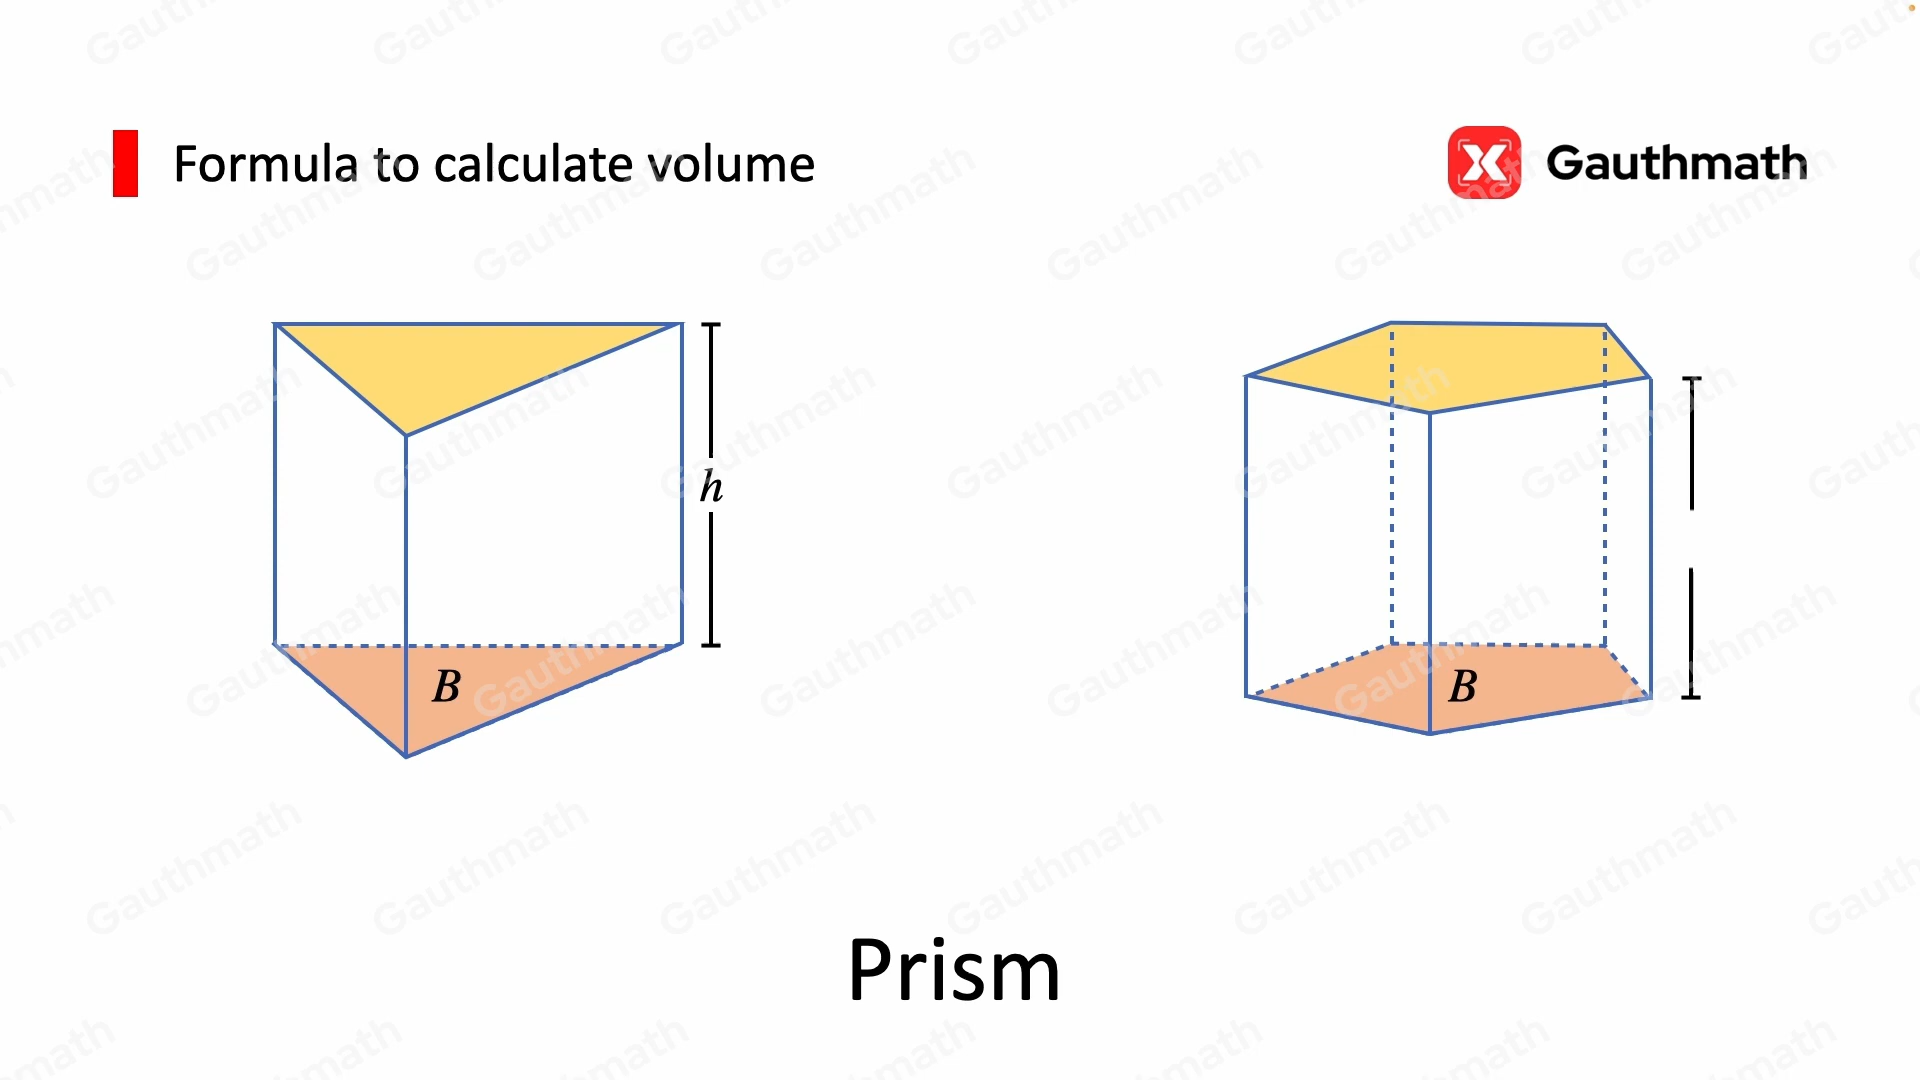 Formula to calculate volume
Gauthmath
h
B
B
Prism